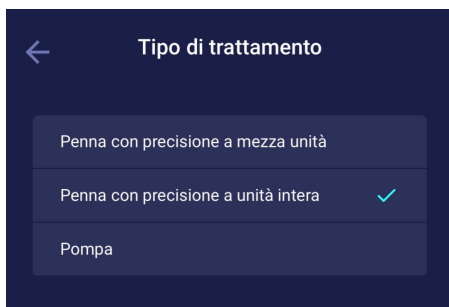 Tipo di trattamento
Penna con precisione a mezza unità
Penna con precisione a unità intera
Pompa